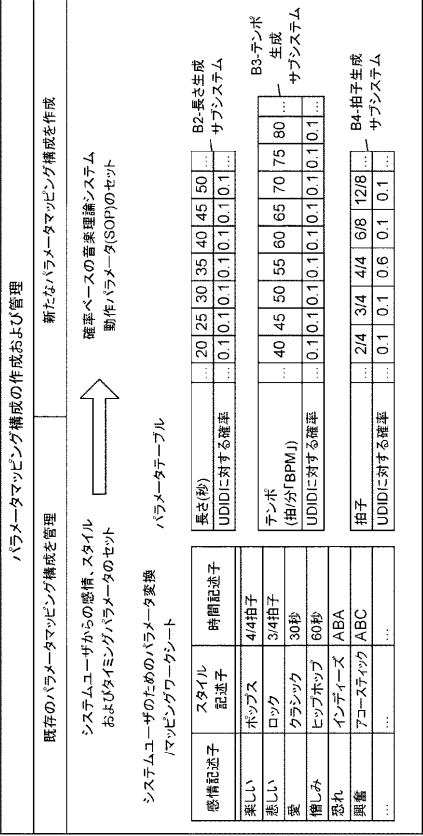 パラメータマッピング構成の作成および管理
既存のパラメータマッピング構成を管理
新たなパラメータマッピング構成を作成
システムユーザからの感情、スタイル
およびタイミングパラメータのセット
確率ベースの音楽理論システム
動作パラメータ(SOP)のセット
システムユーザのためのパラメータ変換
/マッピングワークシート
感情記述子 スタイル記述子 時間記述子
楽しい ポップス 4/4拍子
悲しい ロック 3/4拍子
愛 クラシック 30秒
憎しみ ヒップホップ 60秒
恐れ インディーズ ABA
興奮 アコースティック ABC
... ... ...
パラメータテーブル
長さ(秒) ... 20 25 30 35 40 45 50 ...
UDIDIに対する確率 ... 0.1 0.1 0.1 0.1 0.1 0.1 0.1 ...
B2-長さ生成
サブシステム
テンポ
(拍/分「BPM」) ... 40 45 50 55 60 65 70 75 80 ...
UDIDIに対する確率 ... 0.1 0.1 0.1 0.1 0.1 0.1 0.1 0.1 0.1 ...
B3-テンポ
生成
サブシステム
拍子 ... 2/4 3/4 4/4 6/8 12/8 ...
UDIDIに対する確率 ... 0.1 0.1 0.6 0.1 0.1 ...
B4-拍子生成
サブシステム